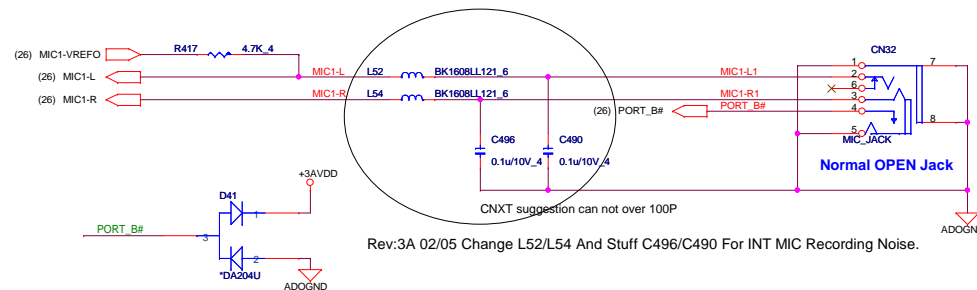 CN32
(26) MIC1-VREFO R417 4.7K_4
1 7
(26) MIC1-L MIC1-L L52 BK1608LL121_6 MIC1-L1 2
6
(26) MIC1-R MIC1-R L54 BK1608LL121_6 MIC1-R1 3
(26) PORT_B# PORT_B# 4
8
5
MIC_JACK
C496 C490
0.1u/10V_4 0.1u/10V_4
Normal OPEN Jack
+3AVDD
D41
1
CNXT suggestion can not over 100P
ADOGN
PORT_B# 3
Rev:3A 02/05 Change L52/L54 And Stuff C496/C490 For INT MIC Recording Noise.
2
*DA204U
ADOGND